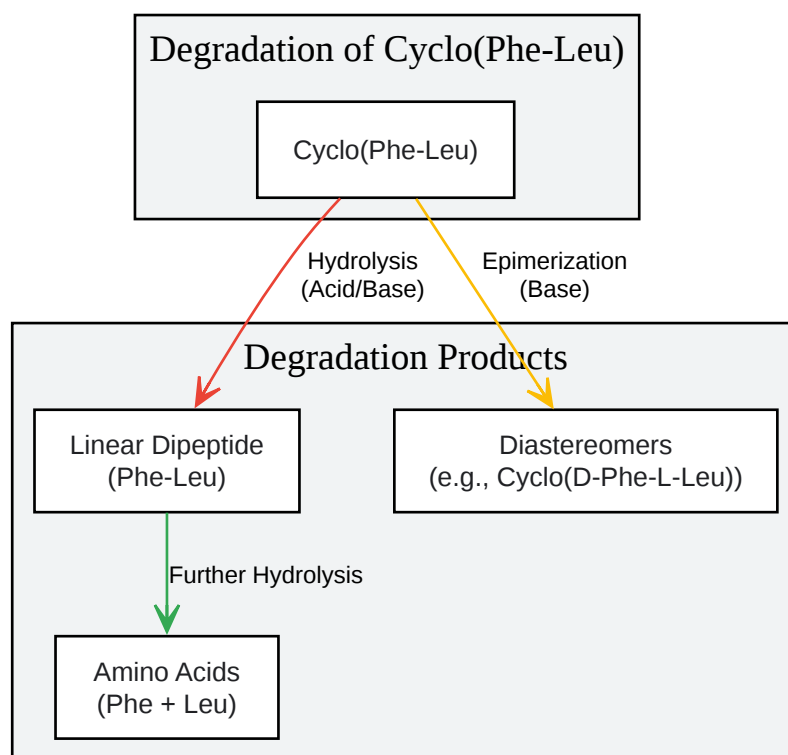 Degradation of Cyclo(Phe-Leu)
Cyclo(Phe-Leu)
Hydrolysis
(Acid/Base)
Epimerization
(Base)
Degradation Products
Linear Dipeptide
(Phe-Leu)
Diastereomers
(e.g., Cyclo(D-Phe-L-Leu))
Further Hydrolysis
Amino Acids
(Phe + Leu)